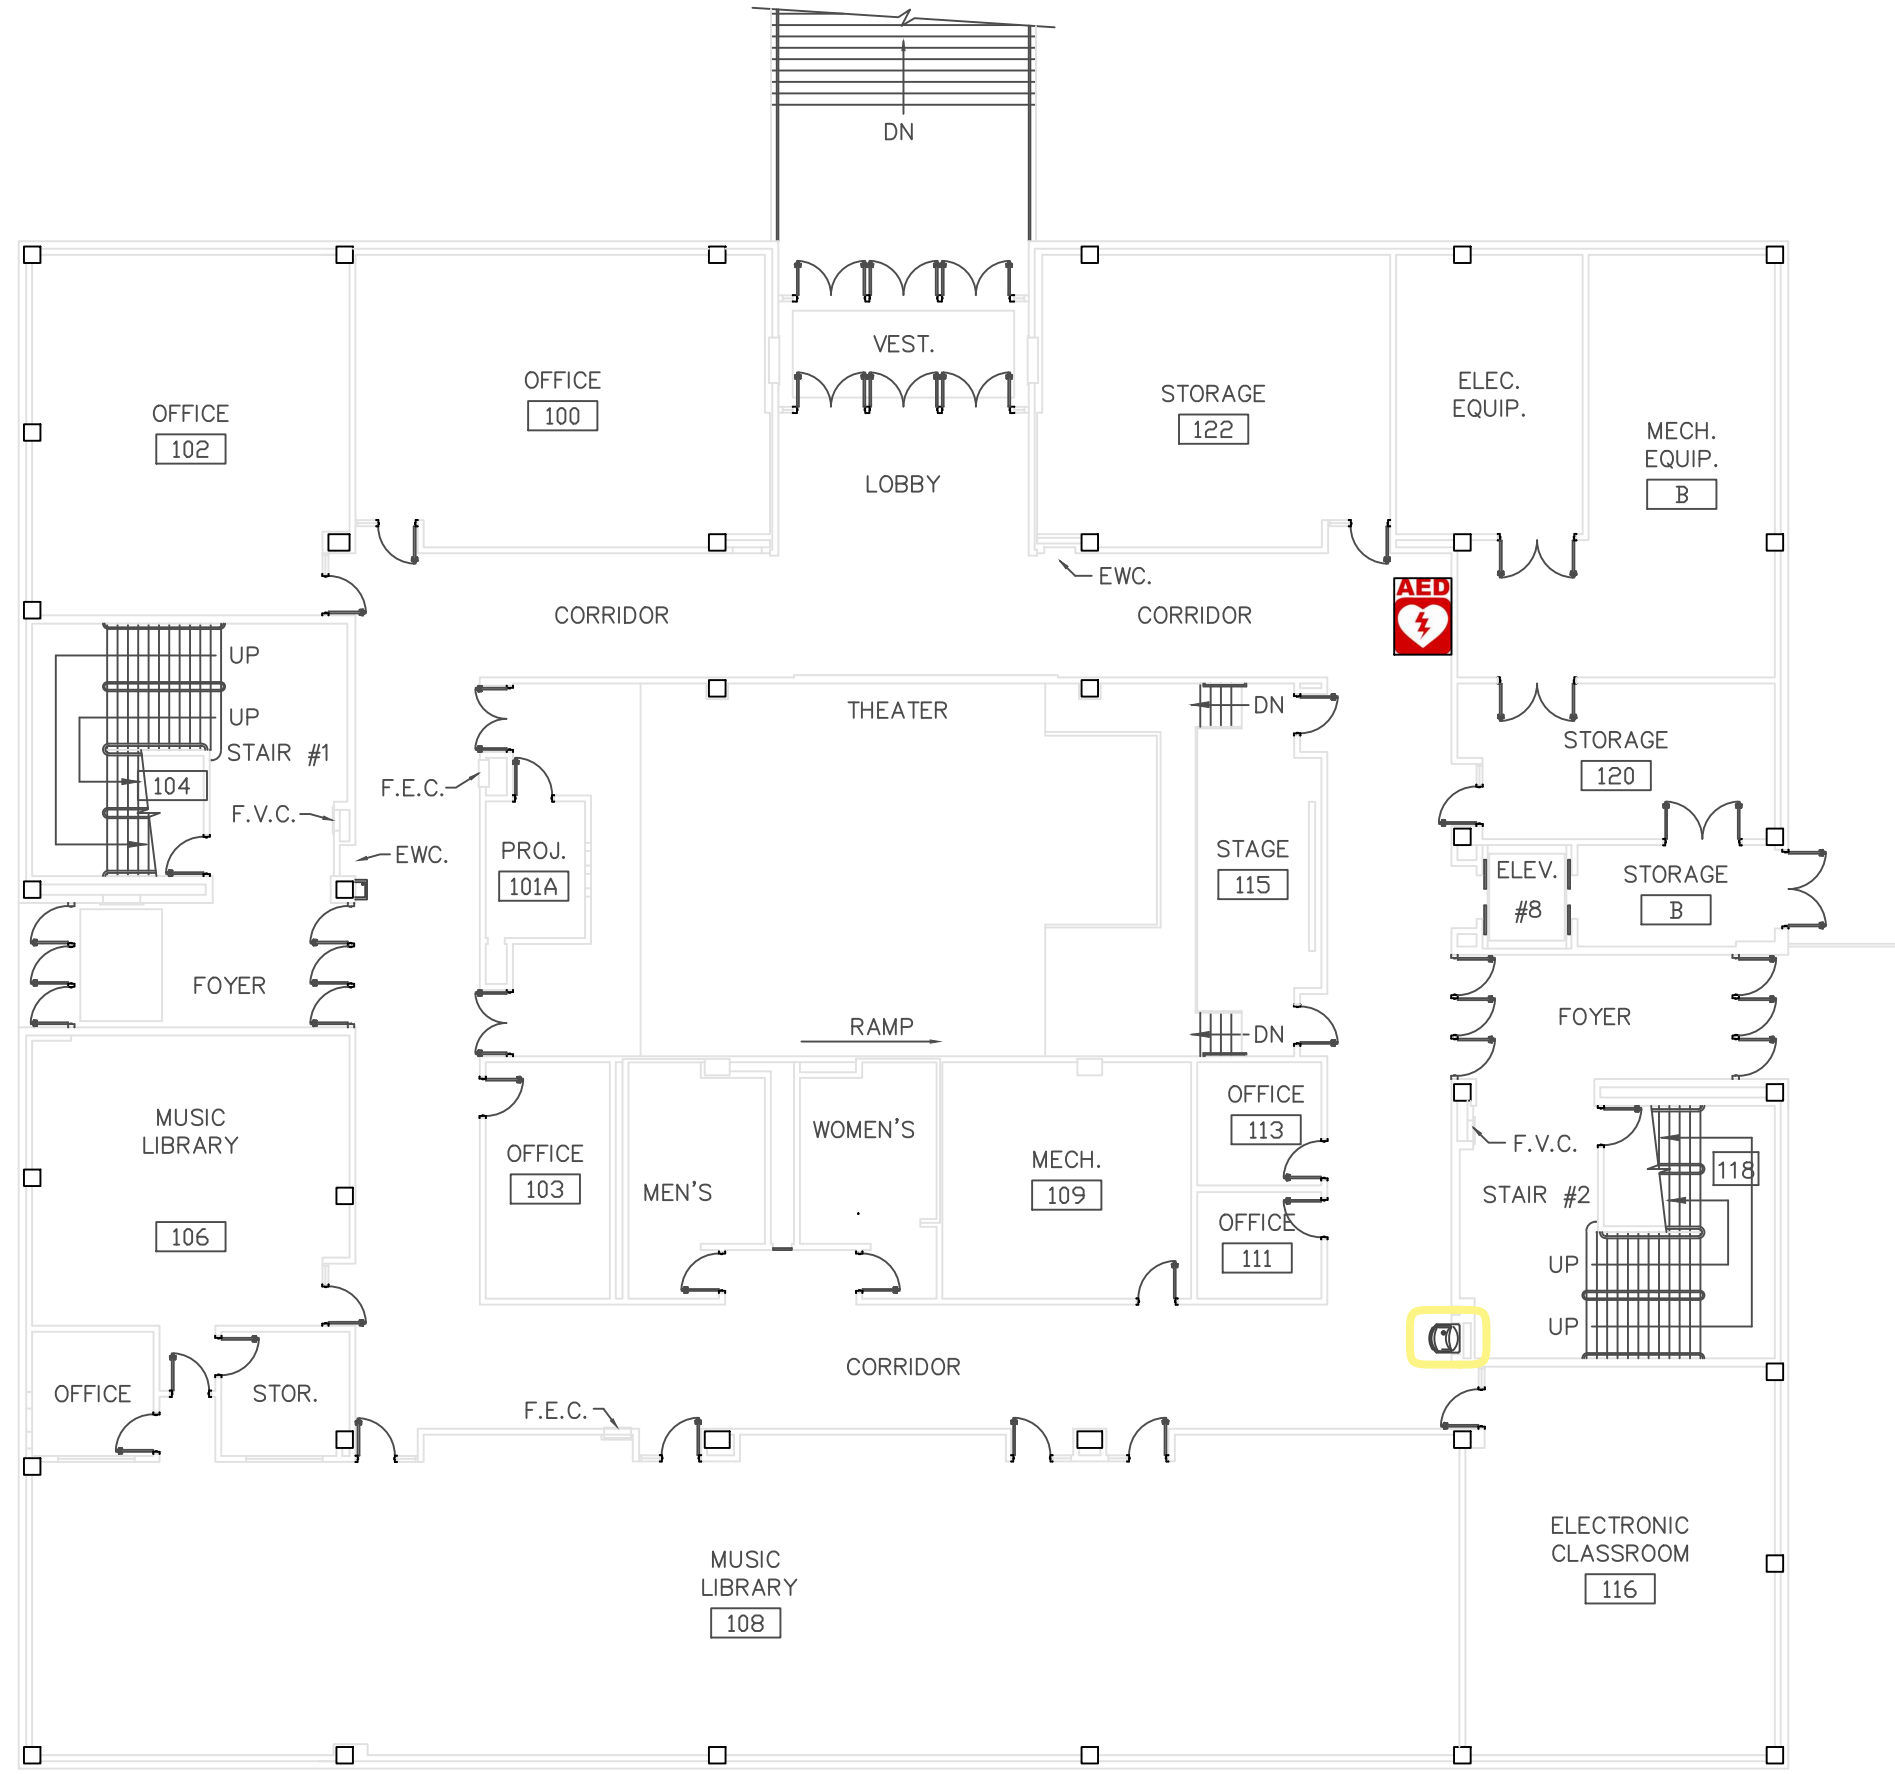 DN
VEST.
OFFICE
100
STORAGE
122
ELEC.
EQUIP.
OFFICE
102
MECH.
EQUIP.
B
LOBBY
EWC.
AED
CORRIDOR
CORRIDOR
UP
UP
STAIR #1
104
THEATER
DN
STORAGE
120
F.E.C.
F.V.C.
EWC.
PROJ.
101A
STAGE
115
ELEV.
#8
STORAGE
B
FOYER
RAMP
DN
FOYER
MUSIC
LIBRARY
106
OFFICE
103
MEN'S
WOMEN'S
MECH.
109
OFFICE
113
OFFICE
111
F.V.C.
118
STAIR #2
UP
UP
CORRIDOR
OFFICE
STOR.
F.E.C.
MUSIC
LIBRARY
108
ELECTRONIC
CLASSROOM
116